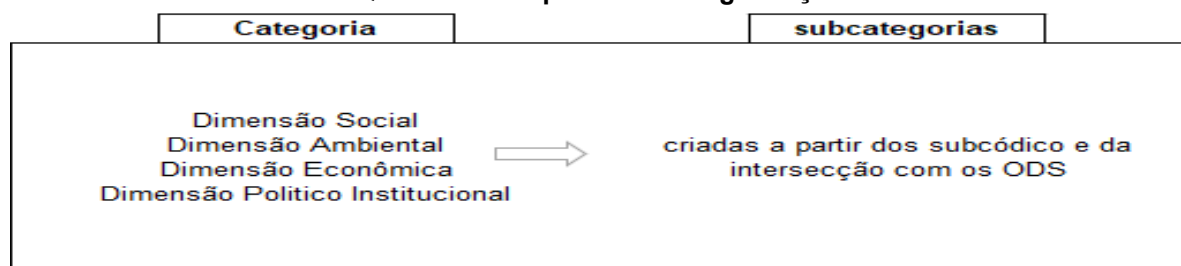 Categoria
subcategorias
Dimensão Social
Dimensão Ambiental
Dimensão Econômica
Dimensão Politico Institucional
criadas a partir dos subcódico e da
intersecção com os ODS